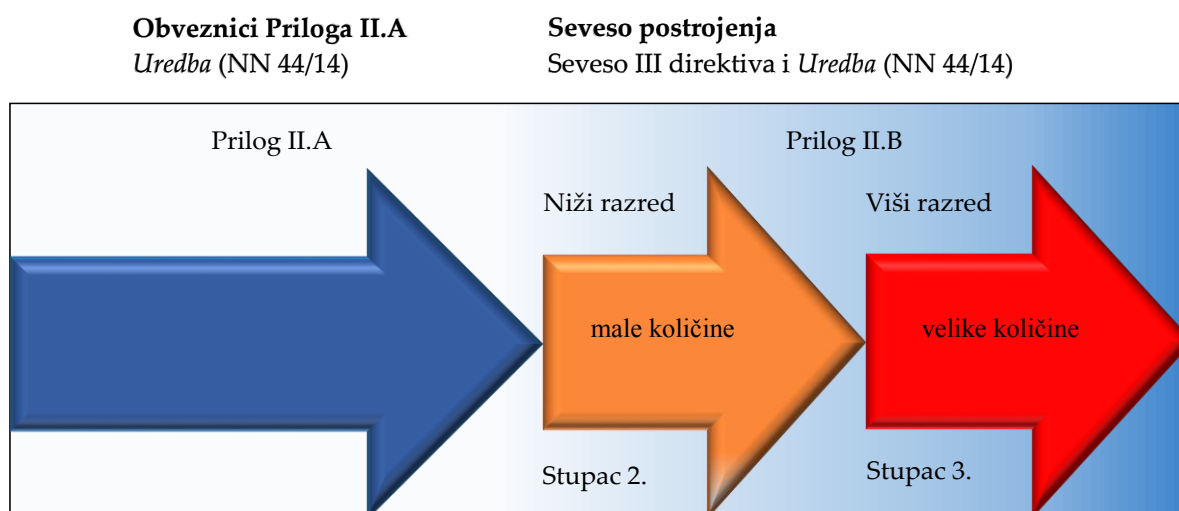 Obveznici Priloga II.A
Uredba (NN 44/14)
Seveso postrojenja
Seveso III direktiva i Uredba (NN 44/14)
Prilog II.A
Prilog II.B
Niži razred
Viši razred
male količine
velike količine
Stupac 2.
Stupac 3.